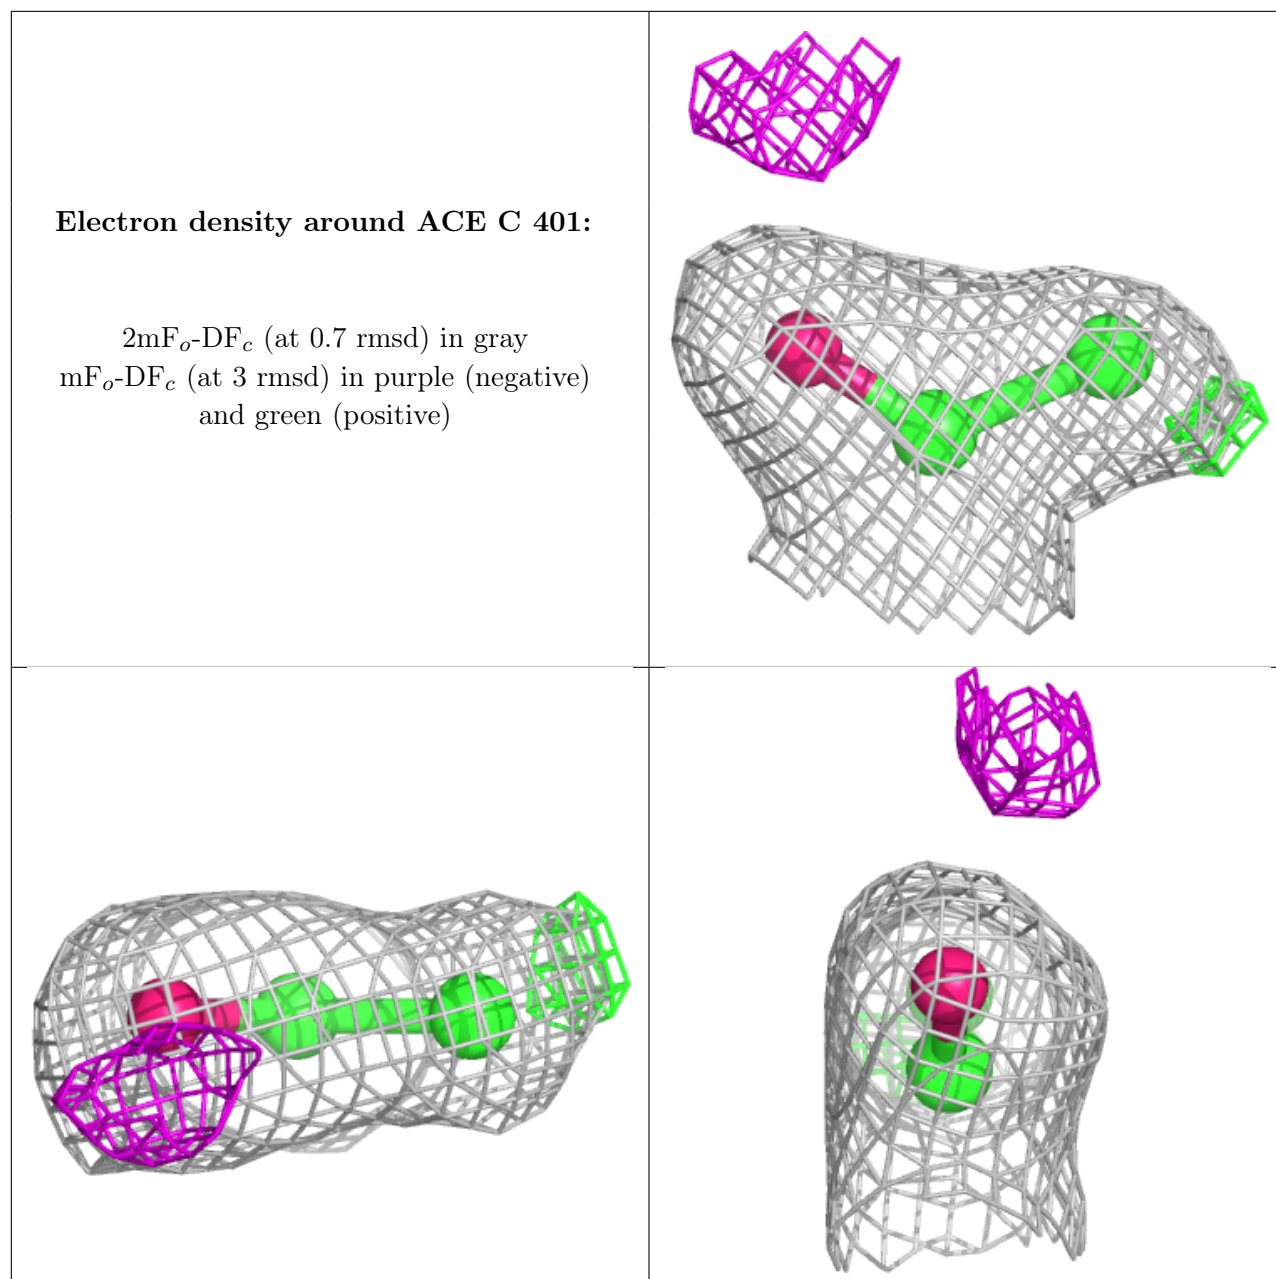 Electron density around ACE C 401:
2mFₒ-DF𝒸 (at 0.7 rmsd) in gray
mFₒ-DF𝒸 (at 3 rmsd) in purple (negative)
and green (positive)